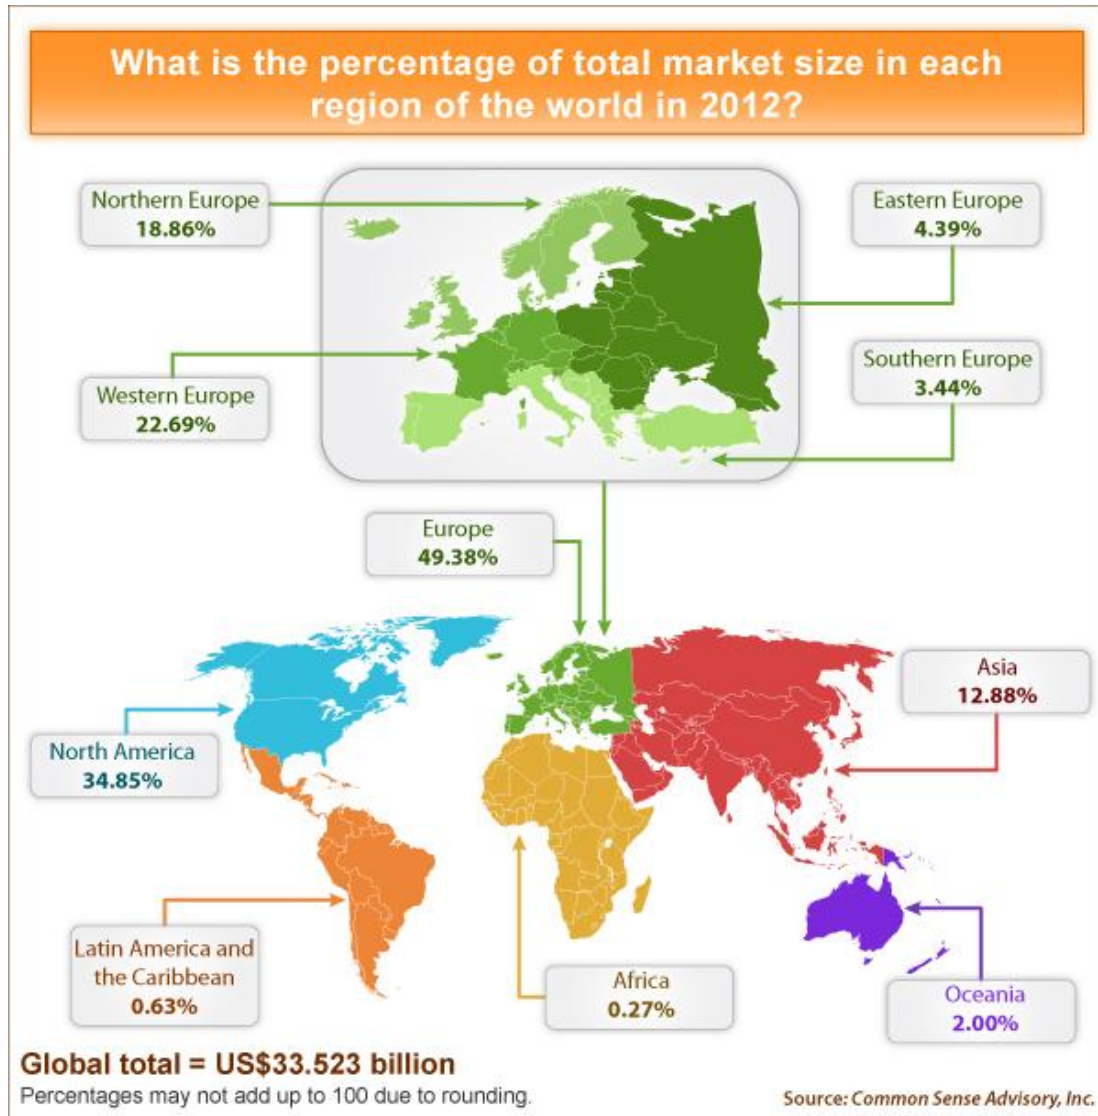 What is the percentage of total market size in each
region of the world in 2012?
Northern Europe
18.86%
Eastern Europe
4.39%
Western Europe
22.69%
Southern Europe
3.44%
Europe
49.38%
North America
34.85%
Asia
12.88%
Latin America and
the Caribbean
0.63%
Africa
0.27%
Oceania
2.00%
Global total = US$33.523 billion
Percentages may not add up to 100 due to rounding.
Source: Common Sense Advisory, Inc.